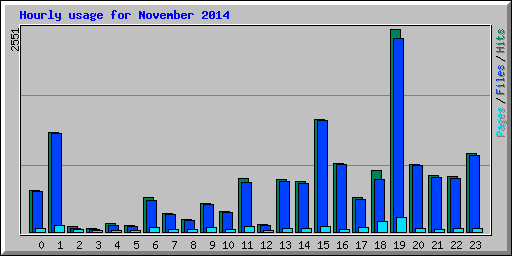 Hourly usage for November 2014
2551
Pages/Files/Hits
0 1 2 3 4 5 6 7 8 9 10 11 12 13 14 15 16 17 18 19 20 21 22 23